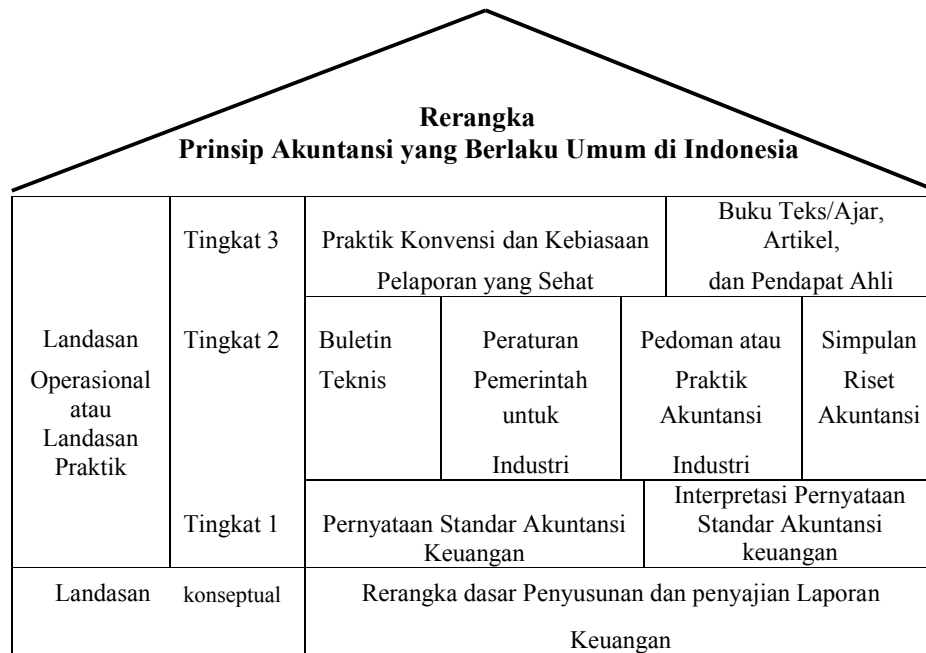 Rerangka
Prinsip Akuntansi yang Berlaku Umum di Indonesia
Tingkat 3
Praktik Konvensi dan Kebiasaan
Pelaporan yang Sehat
Buku Teks/Ajar,
Artikel,
dan Pendapat Ahli
Landasan
Operasional
atau
Landasan
Praktik
Tingkat 2
Buletin
Teknis
Peraturan
Pemerintah
untuk
Industri
Pedoman atau
Praktik
Akuntansi
Industri
Simpulan
Riset
Akuntansi
Tingkat 1
Pernyataan Standar Akuntansi
Keuangan
Interpretasi Pernyataan
Standar Akuntansi
keuangan
Landasan konseptual
Rerangka dasar Penyusunan dan penyajian Laporan
Keuangan